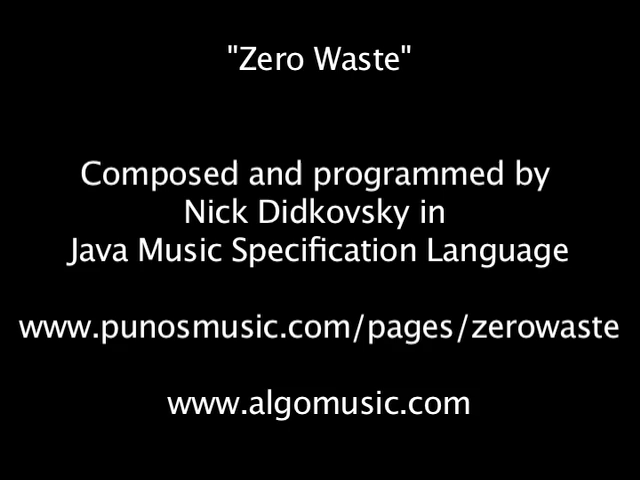 "Zero Waste"
Composed and programmed by
Nick Didkovsky in
Java Music Specification Language
www.punosmusic.com/pages/zerowaste
www.algomusic.com